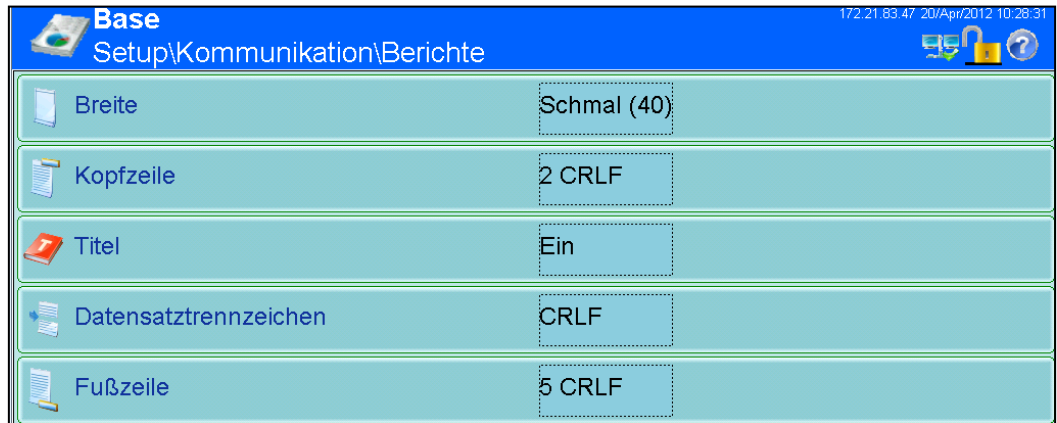 Base
172.21.83.47 20/Apr/2012 10:28:31
Setup\Kommunikation\Berichte
Breite Schmal (40)
Kopfzeile 2 CRLF
Titel Ein
Datensatztrennzeichen CRLF
Fußzeile 5 CRLF